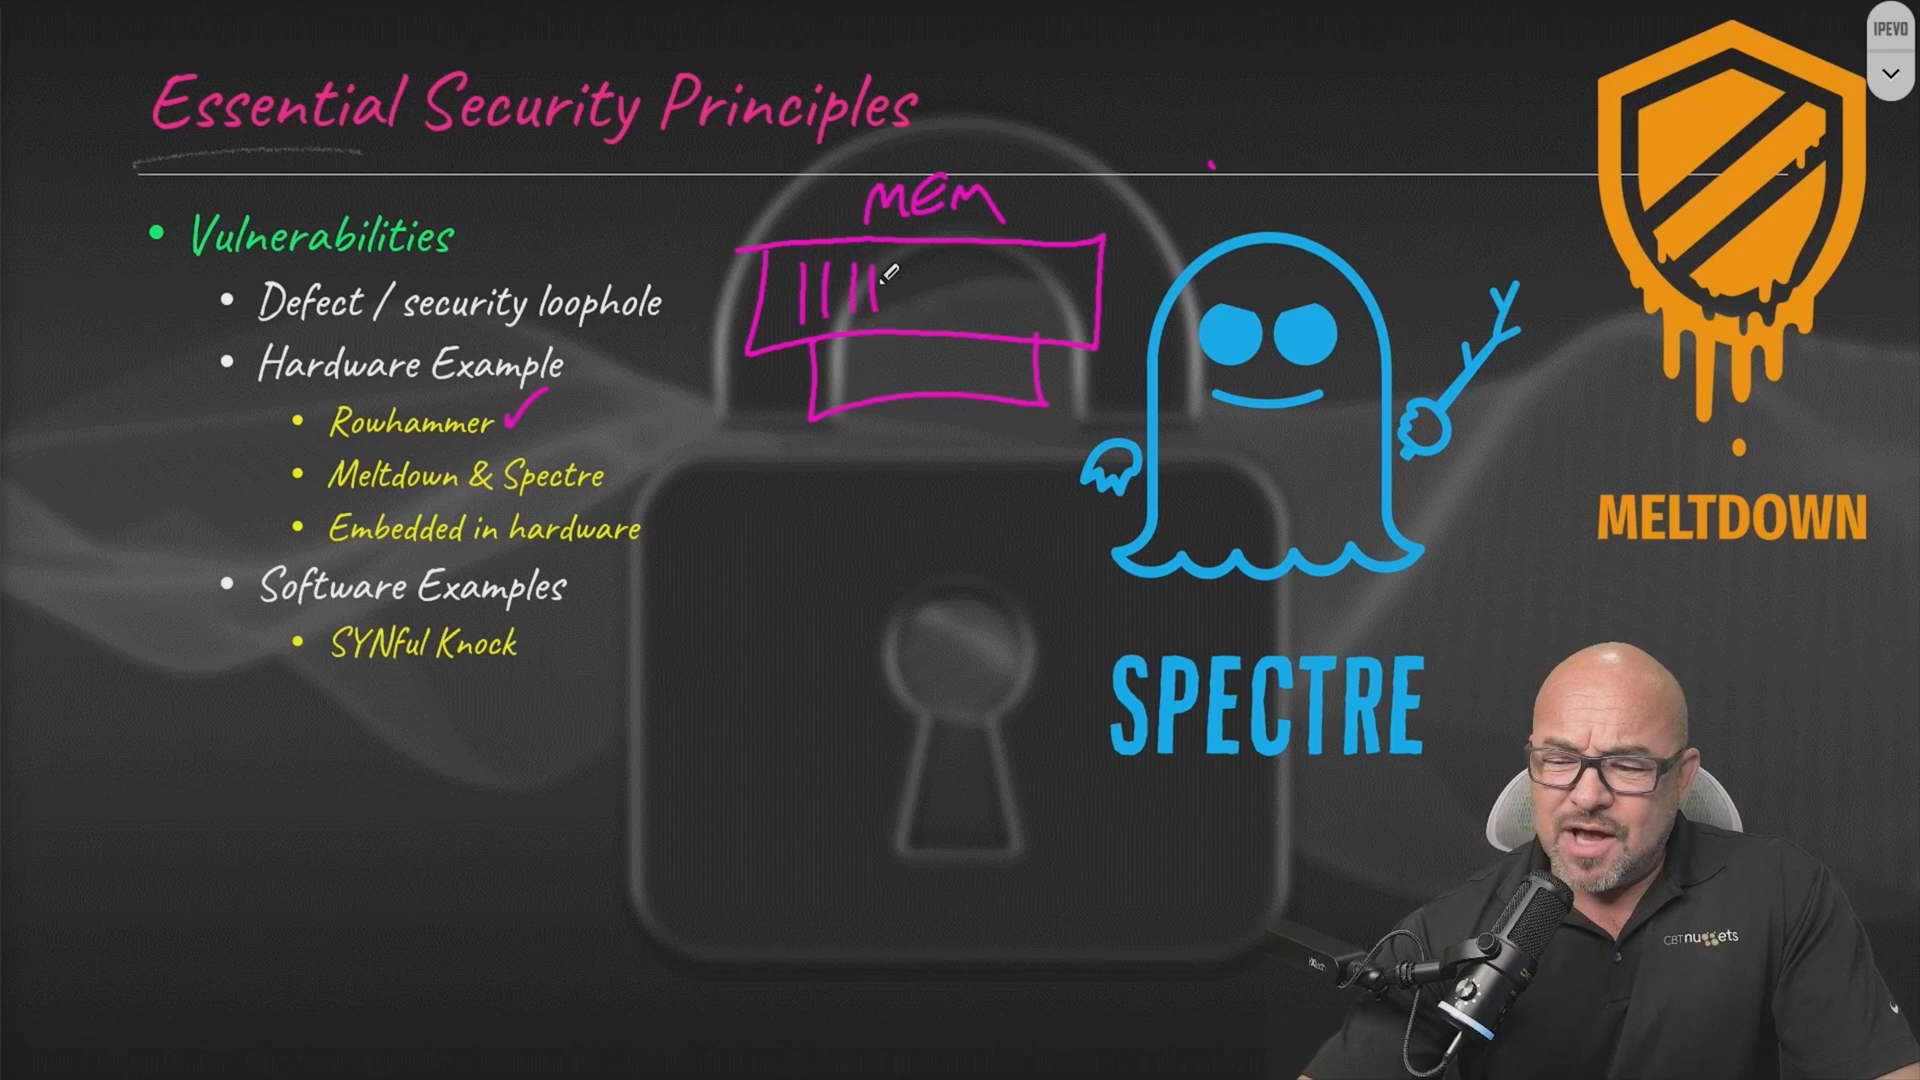 IPEVO
Essential Security Principles
MEM
• Vulnerabilities
• Defect / security loophole
• Hardware Example
• Rowhammer
• Meltdown & Spectre
• Embedded in hardware
• Software Examples
• SYNful Knock
MELTDOWN
SPECTRE
CBTnuggets